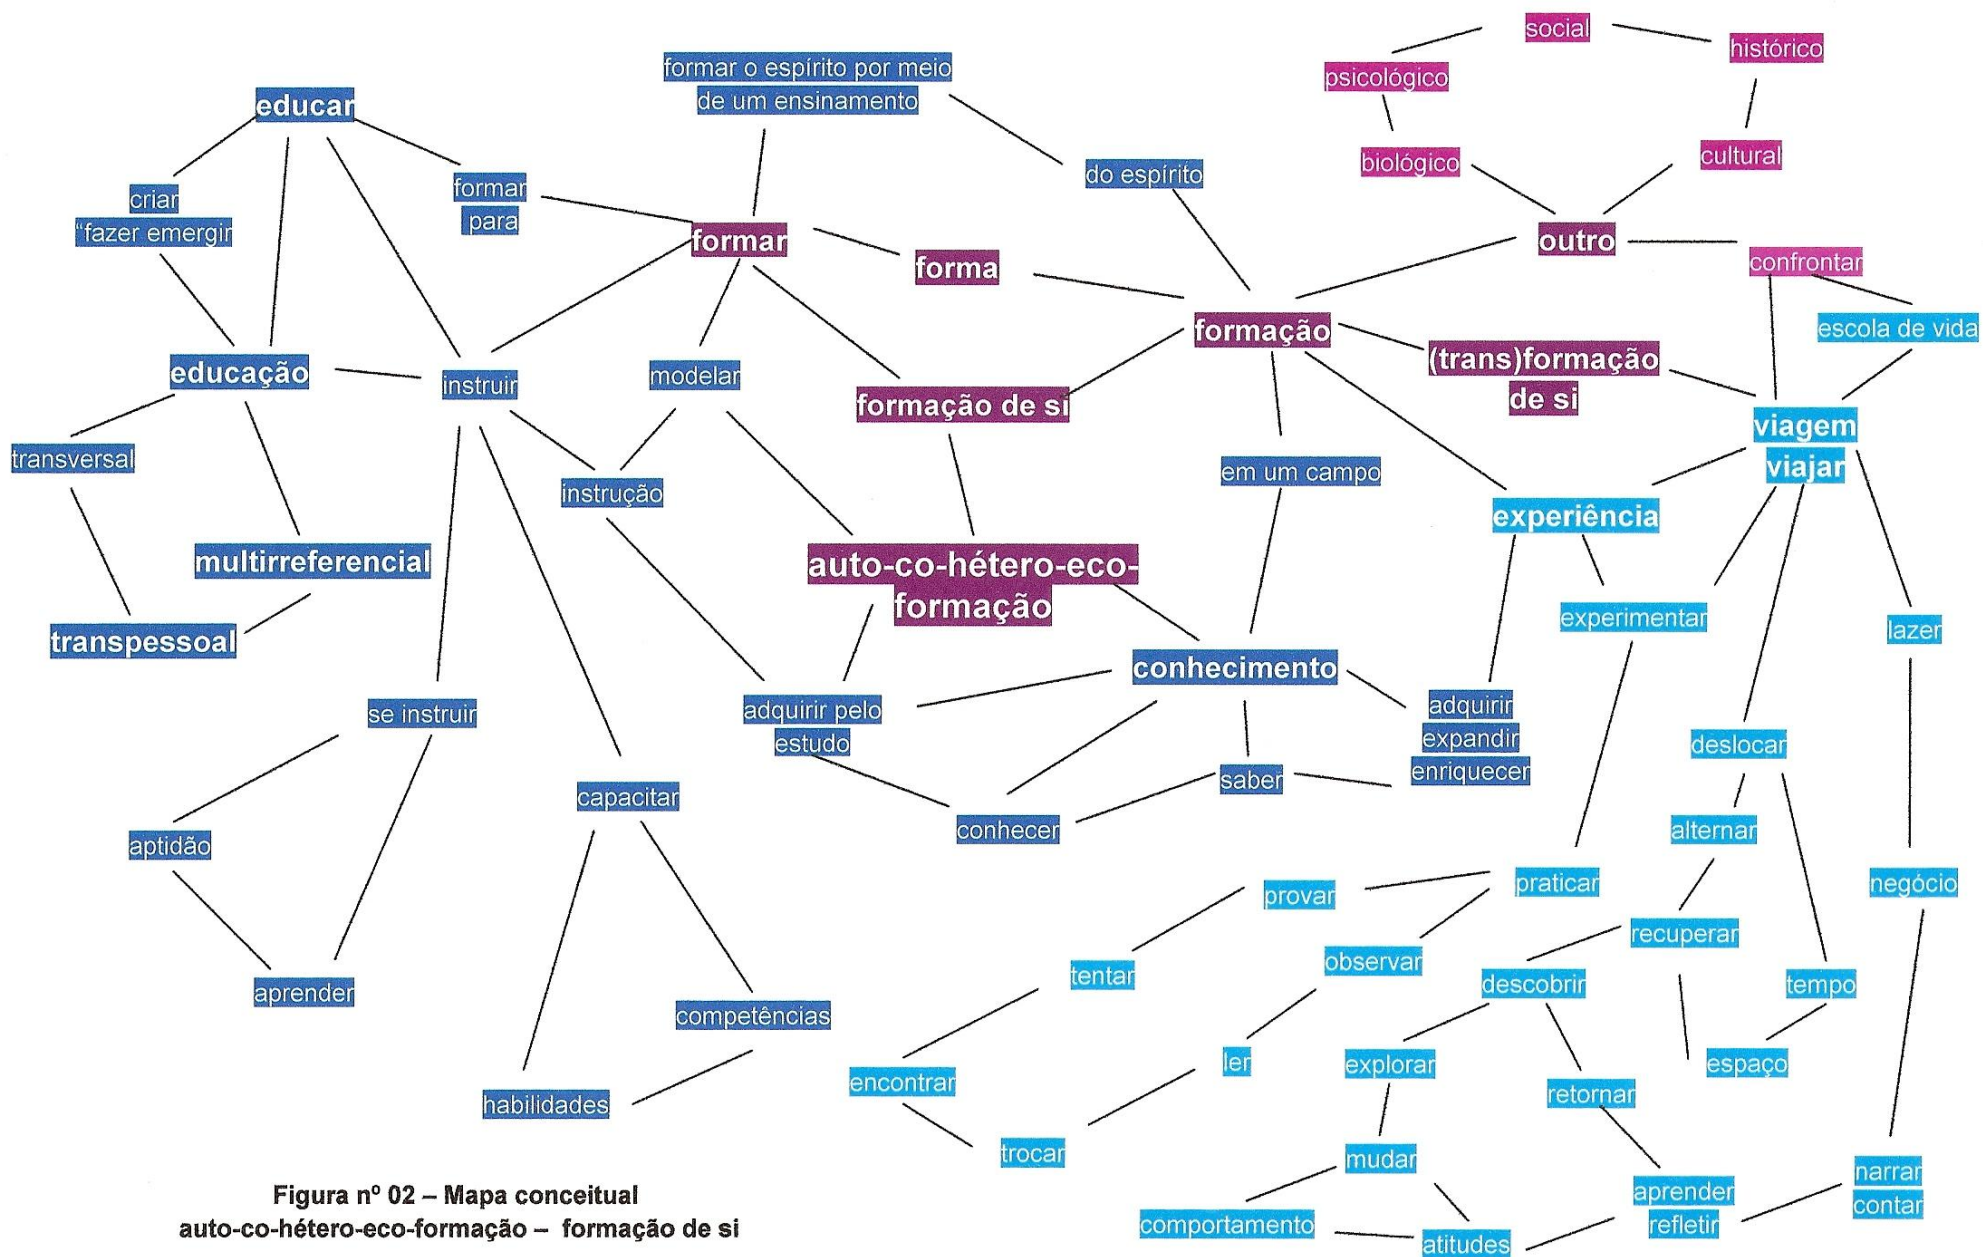 social
histórico
psicológico
biológico
cultural
formar o espírito por meio
de um ensinamento
educar
criar
“fazer emergir
formar
para
do espírito
formar
forma
outro
confrontar
formação
escola de vida
(trans)formação
de si
educação
instruir
modelar
formação de si
viagem
viajar
transversal
instrução
em um campo
experiência
multirreferencial
auto-co-hétero-eco-
formação
experimentar
lazer
transpessoal
conhecimento
se instruir
adquirir pelo
estudo
adquirir
expandir
enriquecer
deslocar
saber
capacitar
conhecer
alternar
aptidão
provar
praticar
negócio
recuperar
observar
tentar
descobrir
tempo
aprender
competências
ler
explorar
espaço
encontrar
retornar
habilidades
trocar
mudar
narrar
contar
aprender
refletir
comportamento
atitudes
Figura nº 02 – Mapa conceitual
auto-co-hétero-eco-formação – formação de si